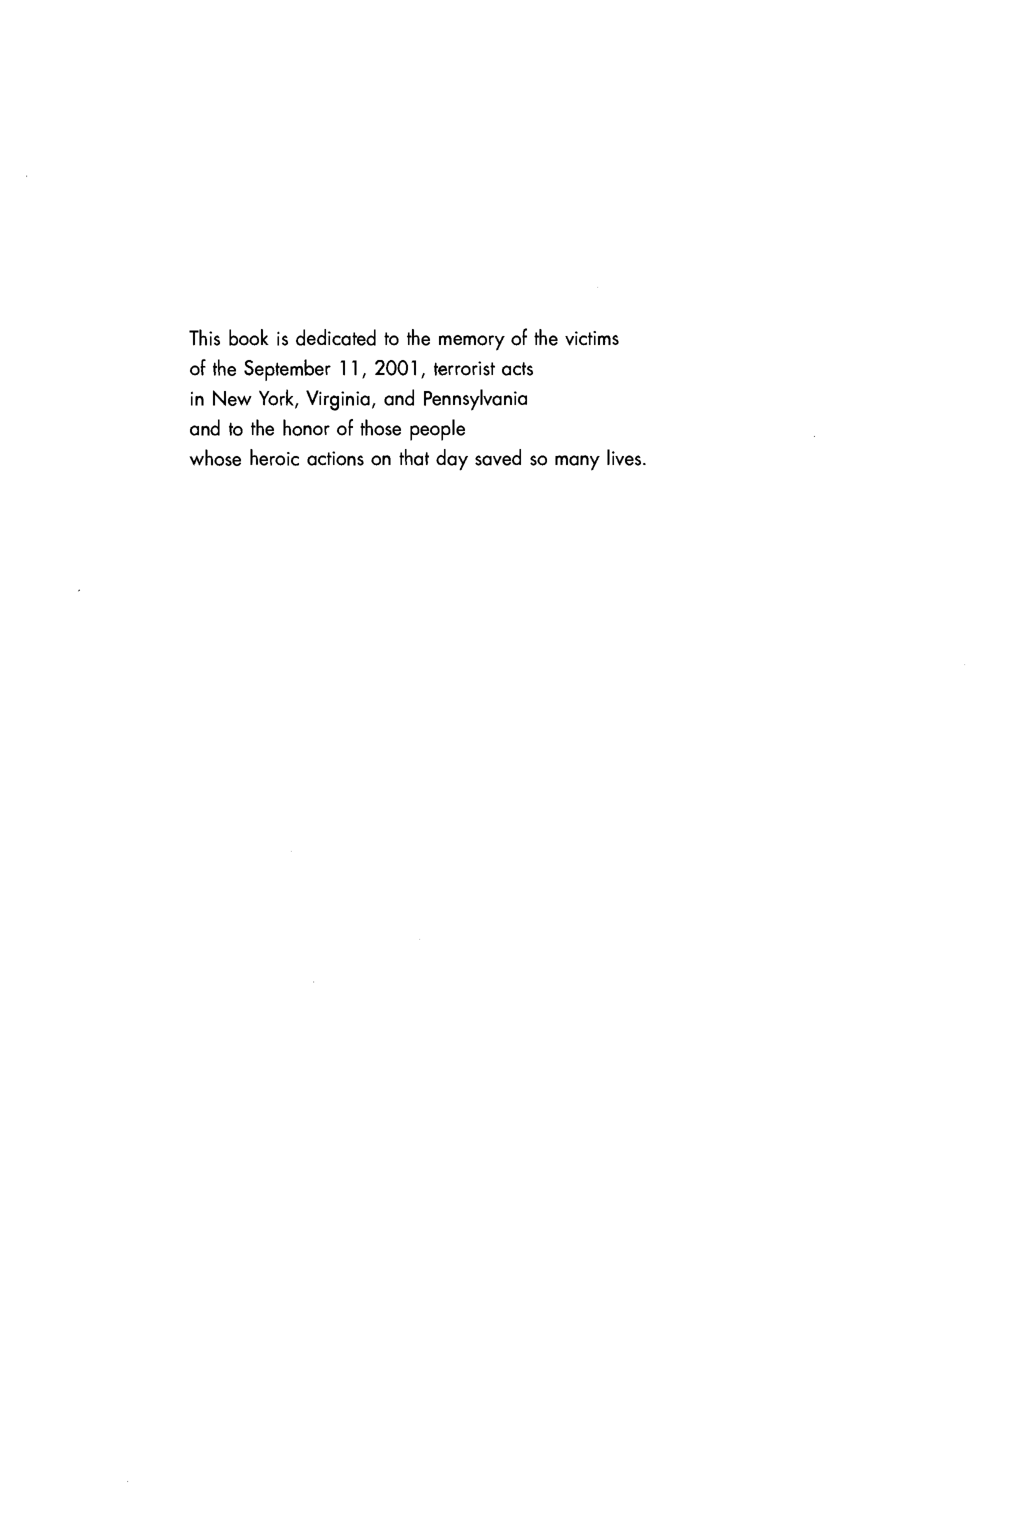 This book is dedicated to the memory of the victims
of the September 11, 2001, terrorist acts
in New York, Virginia, and Pennsylvania
and to the honor of those people
whose heroic actions on that day saved so many lives.